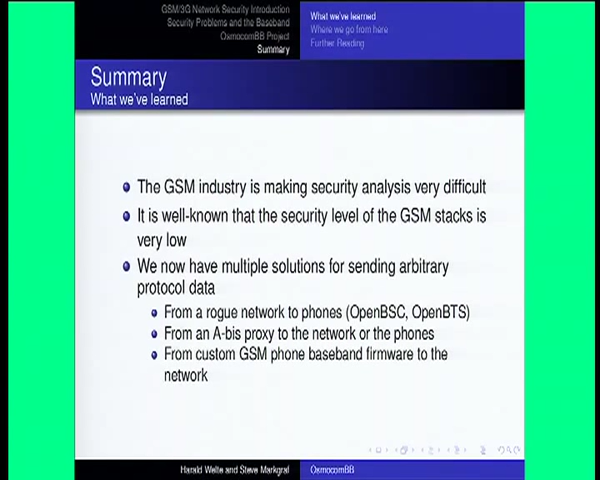 GSM/3G Network Security Introduction
Security Problems and the Baseband
OsmocomBB Project
Summary
What we've learned
Where we go from here
Further Reading
Summary
What we've learned
The GSM industry is making security analysis very difficult
It is well-known that the security level of the GSM stacks is
very low
We now have multiple solutions for sending arbitrary
protocol data
From a rogue network to phones (OpenBSC, OpenBTS)
From an A-bis proxy to the network or the phones
From custom GSM phone baseband firmware to the
network
Harald Welte and Steve Markgraf
OsmocomBB